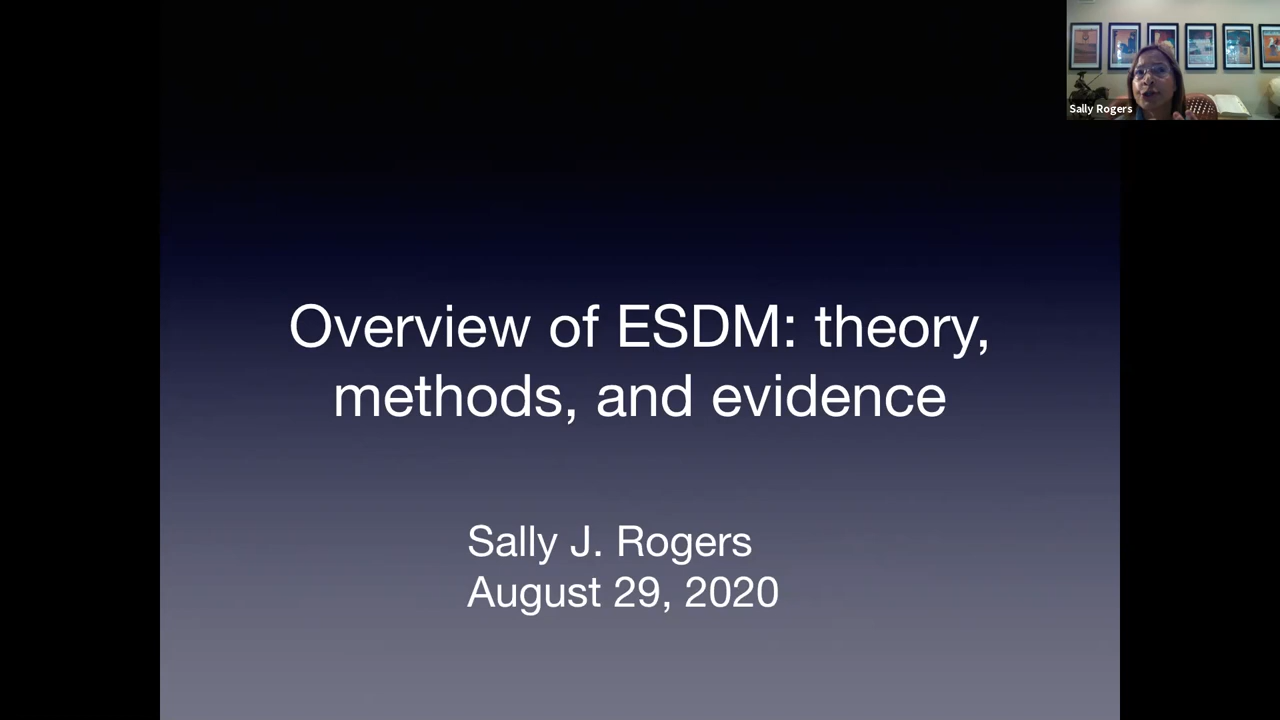 Sally Rogers
Overview of ESDM: theory,
methods, and evidence
Sally J. Rogers
August 29, 2020